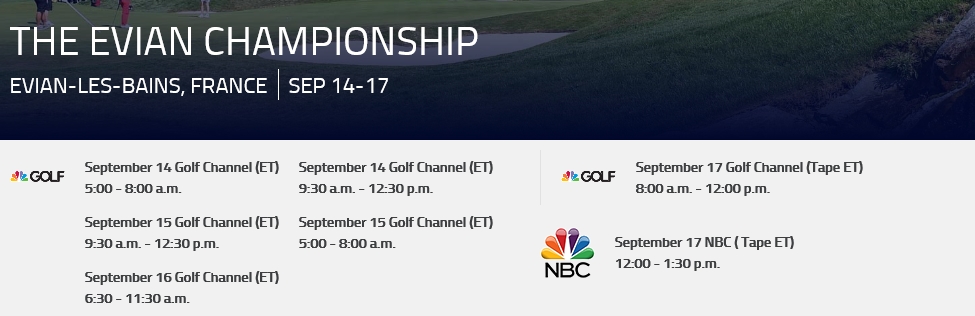 THE EVIAN CHAMPIONSHIP
EVIAN-LES-BAINS, FRANCE | SEP 14-17
GOLF
September 14 Golf Channel (ET)
5:00 - 8:00 a.m.
September 14 Golf Channel (ET)
9:30 a.m. - 12:30 p.m.
September 15 Golf Channel (ET)
9:30 a.m. - 12:30 p.m.
September 15 Golf Channel (ET)
5:00 - 8:00 a.m.
September 16 Golf Channel (ET)
6:30 - 11:30 a.m.
GOLF
September 17 Golf Channel (Tape ET)
8:00 a.m. - 12:00 p.m.
NBC
September 17 NBC ( Tape ET)
12:00 - 1:30 p.m.